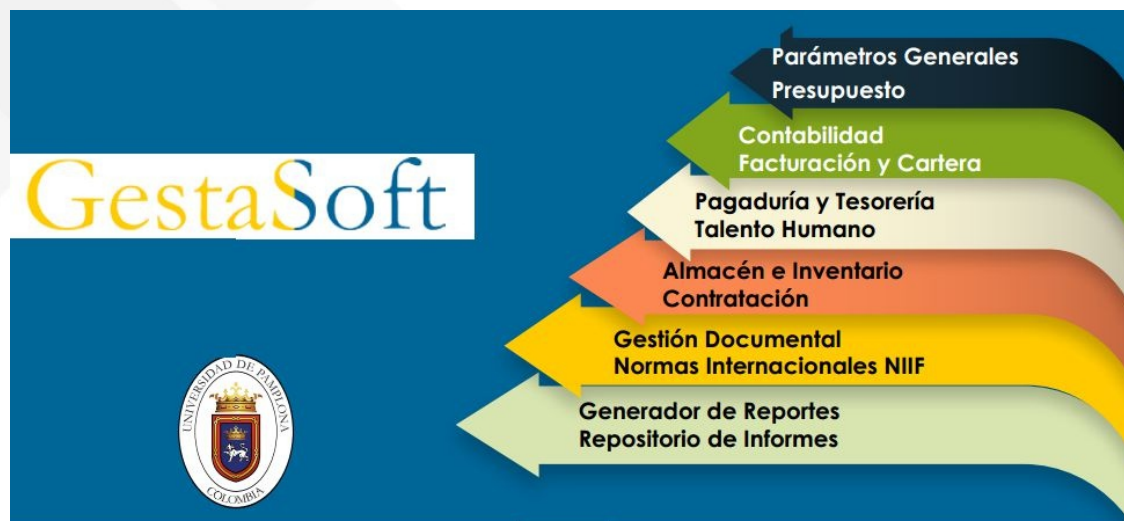 Parámetros Generales
Presupuesto
Contabilidad
Facturación y Cartera
GestaSoft
Pagaduría y Tesorería
Talento Humano
Almacén e Inventario
Contratación
Gestión Documental
Normas Internacionales NIIF
Generador de Reportes
Repositorio de Informes
UNIVERSIDAD DE PAMPLONA
COLOMBIA